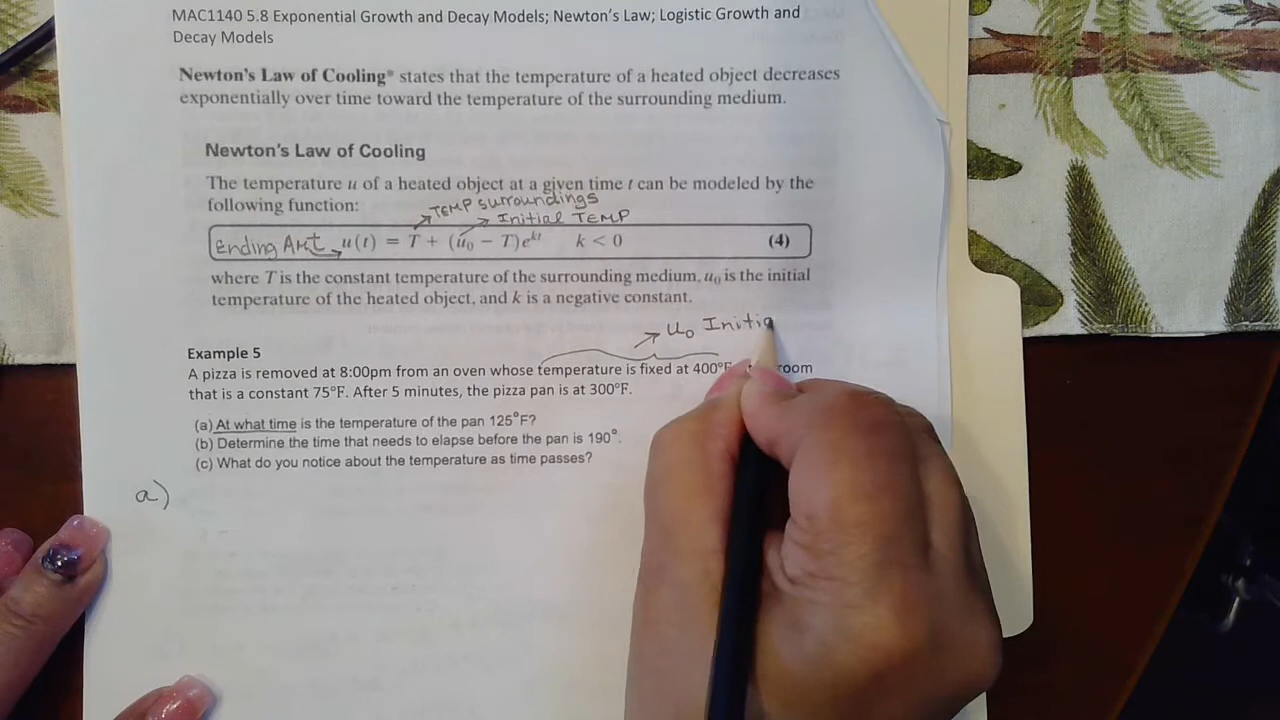 MAC1140 5.8 Exponential Growth and Decay Models; Newton's Law; Logistic Growth and
Decay Models
Newton's Law of Cooling* states that the temperature of a heated object decreases
exponentially over time toward the temperature of the surrounding medium.
Newton's Law of Cooling
The temperature u of a heated object at a given time t can be modeled by the
following function:
TEMP surroundings
Initial TEMP
Ending AMT u(t) = T + (u₀ − T)eᵏᵗ k < 0 (4)
where T is the constant temperature of the surrounding medium, u₀ is the initial
temperature of the heated object, and k is a negative constant.
u₀ Initia
Example 5
A pizza is removed at 8:00pm from an oven whose temperature is fixed at 400°F room
that is a constant 75°F. After 5 minutes, the pizza pan is at 300°F.
(a) At what time is the temperature of the pan 125°F?
(b) Determine the time that needs to elapse before the pan is 190°.
(c) What do you notice about the temperature as time passes?
a)